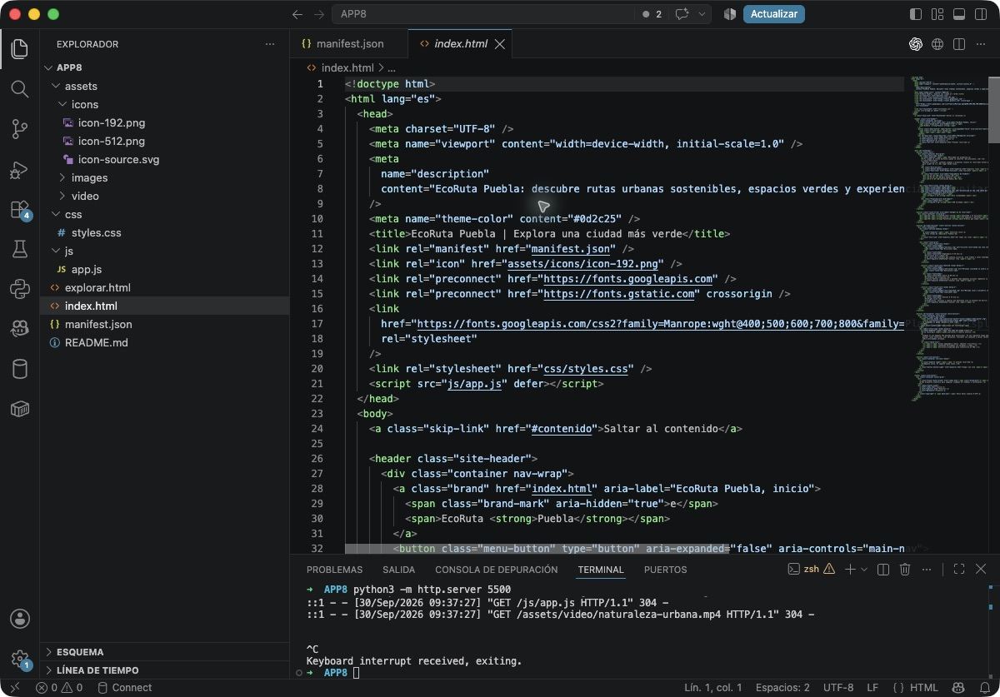 APP8
2
Actualizar
EXPLORADOR
APP8
assets
icons
icon-192.png
icon-512.png
icon-source.svg
images
video
css
# styles.css
js
JS app.js
<> explorar.html
<> index.html
{} manifest.json
README.md
4
1
ESQUEMA
LÍNEA DE TIEMPO
{} manifest.json
<> index.html
<> index.html > ...
1 <!doctype html>
2 <html lang="es">
3 <head>
4 <meta charset="UTF-8" />
5 <meta name="viewport" content="width=device-width, initial-scale=1.0" />
6 <meta
7 name="description"
8 content="EcoRuta Puebla: descubre rutas urbanas sostenibles, espacios verdes y experien
9 />
10 <meta name="theme-color" content="#0d2c25" />
11 <title>EcoRuta Puebla | Explora una ciudad más verde</title>
12 <link rel="manifest" href="manifest.json" />
13 <link rel="icon" href="assets/icons/icon-192.png" />
14 <link rel="preconnect" href="https://fonts.googleapis.com" />
15 <link rel="preconnect" href="https://fonts.gstatic.com" crossorigin />
16 <link
17 href="https://fonts.googleapis.com/css2?family=Manrope:wght@400;500;600;700;800&family=
18 rel="stylesheet"
19 />
20 <link rel="stylesheet" href="css/styles.css" />
21 <script src="js/app.js" defer></script>
22 </head>
23 <body>
24 <a class="skip-link" href="#contenido">Saltar al contenido</a>
25
26 <header class="site-header">
27 <div class="container nav-wrap">
28 <a class="brand" href="index.html" aria-label="EcoRuta Puebla, inicio">
29 <span class="brand-mark" aria-hidden="true">e</span>
30 <span>EcoRuta <strong>Puebla</strong></span>
31 </a>
32 <button class="menu-button" type="button" aria-expanded="false" aria-controls="main-nav">
PROBLEMAS
SALIDA
CONSOLA DE DEPURACIÓN
TERMINAL
PUERTOS
zsh
→ APP8 python3 -m http.server 5500
::1 - - [30/Sep/2026 09:37:27] "GET /js/app.js HTTP/1.1" 304 -
::1 - - [30/Sep/2026 09:37:27] "GET /assets/video/naturaleza-urbana.mp4 HTTP/1.1" 304 -
^C
Keyboard interrupt received, exiting.
→ APP8
0 0
Connect
Lín. 1, col. 1
Espacios: 2
UTF-8
LF
{} HTML